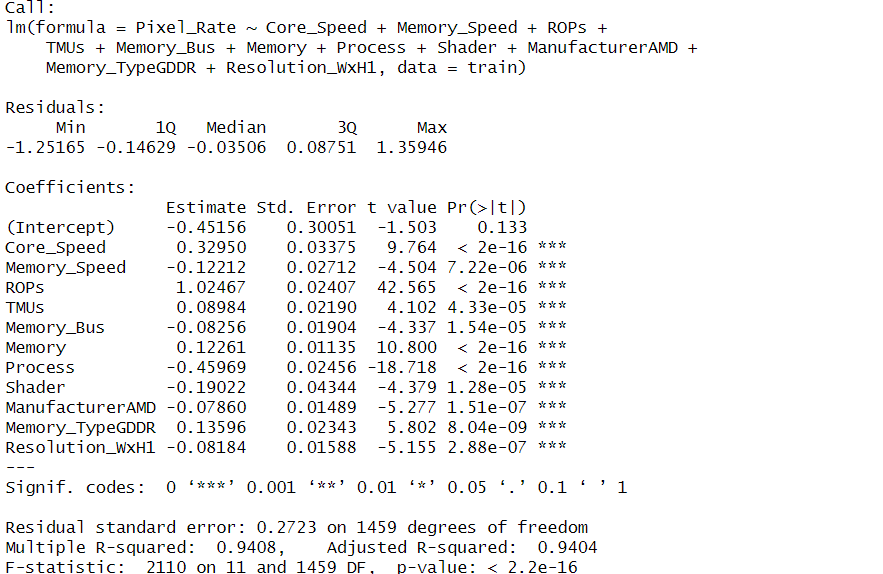 Call:
lm(formula = Pixel_Rate ~ Core_Speed + Memory_Speed + ROPs +
    TMUs + Memory_Bus + Memory + Process + Shader + ManufacturerAMD +
    Memory_TypeGDDR + Resolution_WxH1, data = train)

Residuals:
     Min       1Q   Median       3Q      Max
-1.25165 -0.14629 -0.03506  0.08751  1.35946

Coefficients:
                Estimate Std. Error t value Pr(>|t|)
(Intercept)     -0.45156    0.30051  -1.503    0.133
Core_Speed       0.32950    0.03375   9.764  < 2e-16 ***
Memory_Speed    -0.12212    0.02712  -4.504 7.22e-06 ***
ROPs             1.02467    0.02407  42.565  < 2e-16 ***
TMUs             0.08984    0.02190   4.102 4.33e-05 ***
Memory_Bus      -0.08256    0.01904  -4.337 1.54e-05 ***
Memory           0.12261    0.01135  10.800  < 2e-16 ***
Process         -0.45969    0.02456 -18.718  < 2e-16 ***
Shader          -0.19022    0.04344  -4.379 1.28e-05 ***
ManufacturerAMD -0.07860    0.01489  -5.277 1.51e-07 ***
Memory_TypeGDDR  0.13596    0.02343   5.802 8.04e-09 ***
Resolution_WxH1 -0.08184    0.01588  -5.155 2.88e-07 ***
---
Signif. codes:  0 ‘***’ 0.001 ‘**’ 0.01 ‘*’ 0.05 ‘.’ 0.1 ‘ ’ 1

Residual standard error: 0.2723 on 1459 degrees of freedom
Multiple R-squared:  0.9408,    Adjusted R-squared:  0.9404
F-statistic:  2110 on 11 and 1459 DF,  p-value: < 2.2e-16